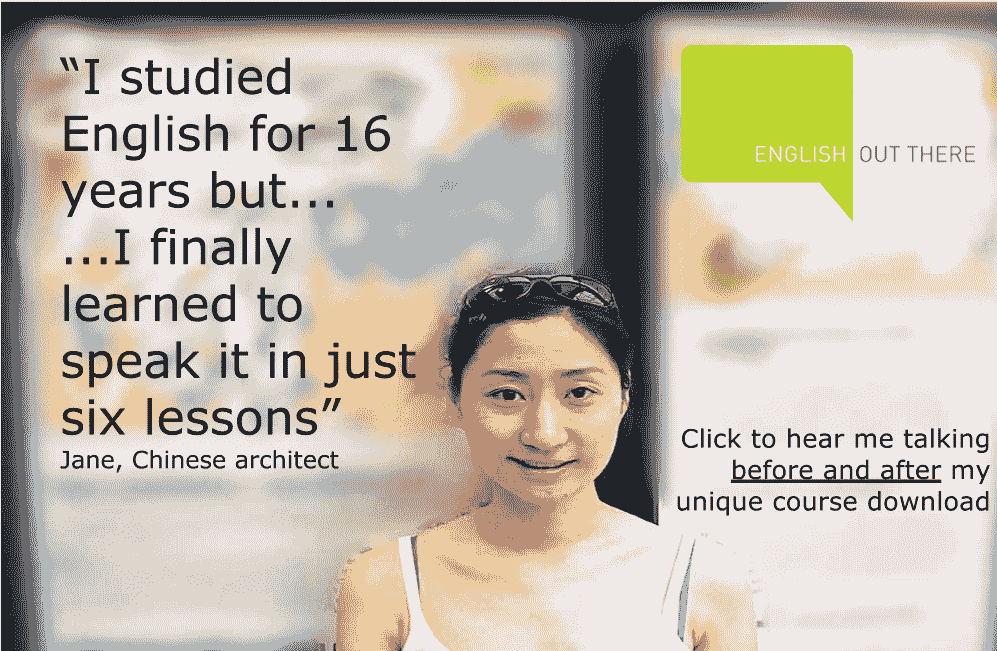 “I studied
English for 16
years but...
...I finally
learned to
speak it in just
six lessons”
Jane, Chinese architect
ENGLISH OUT THERE
Click to hear me talking
before and after my
unique course download